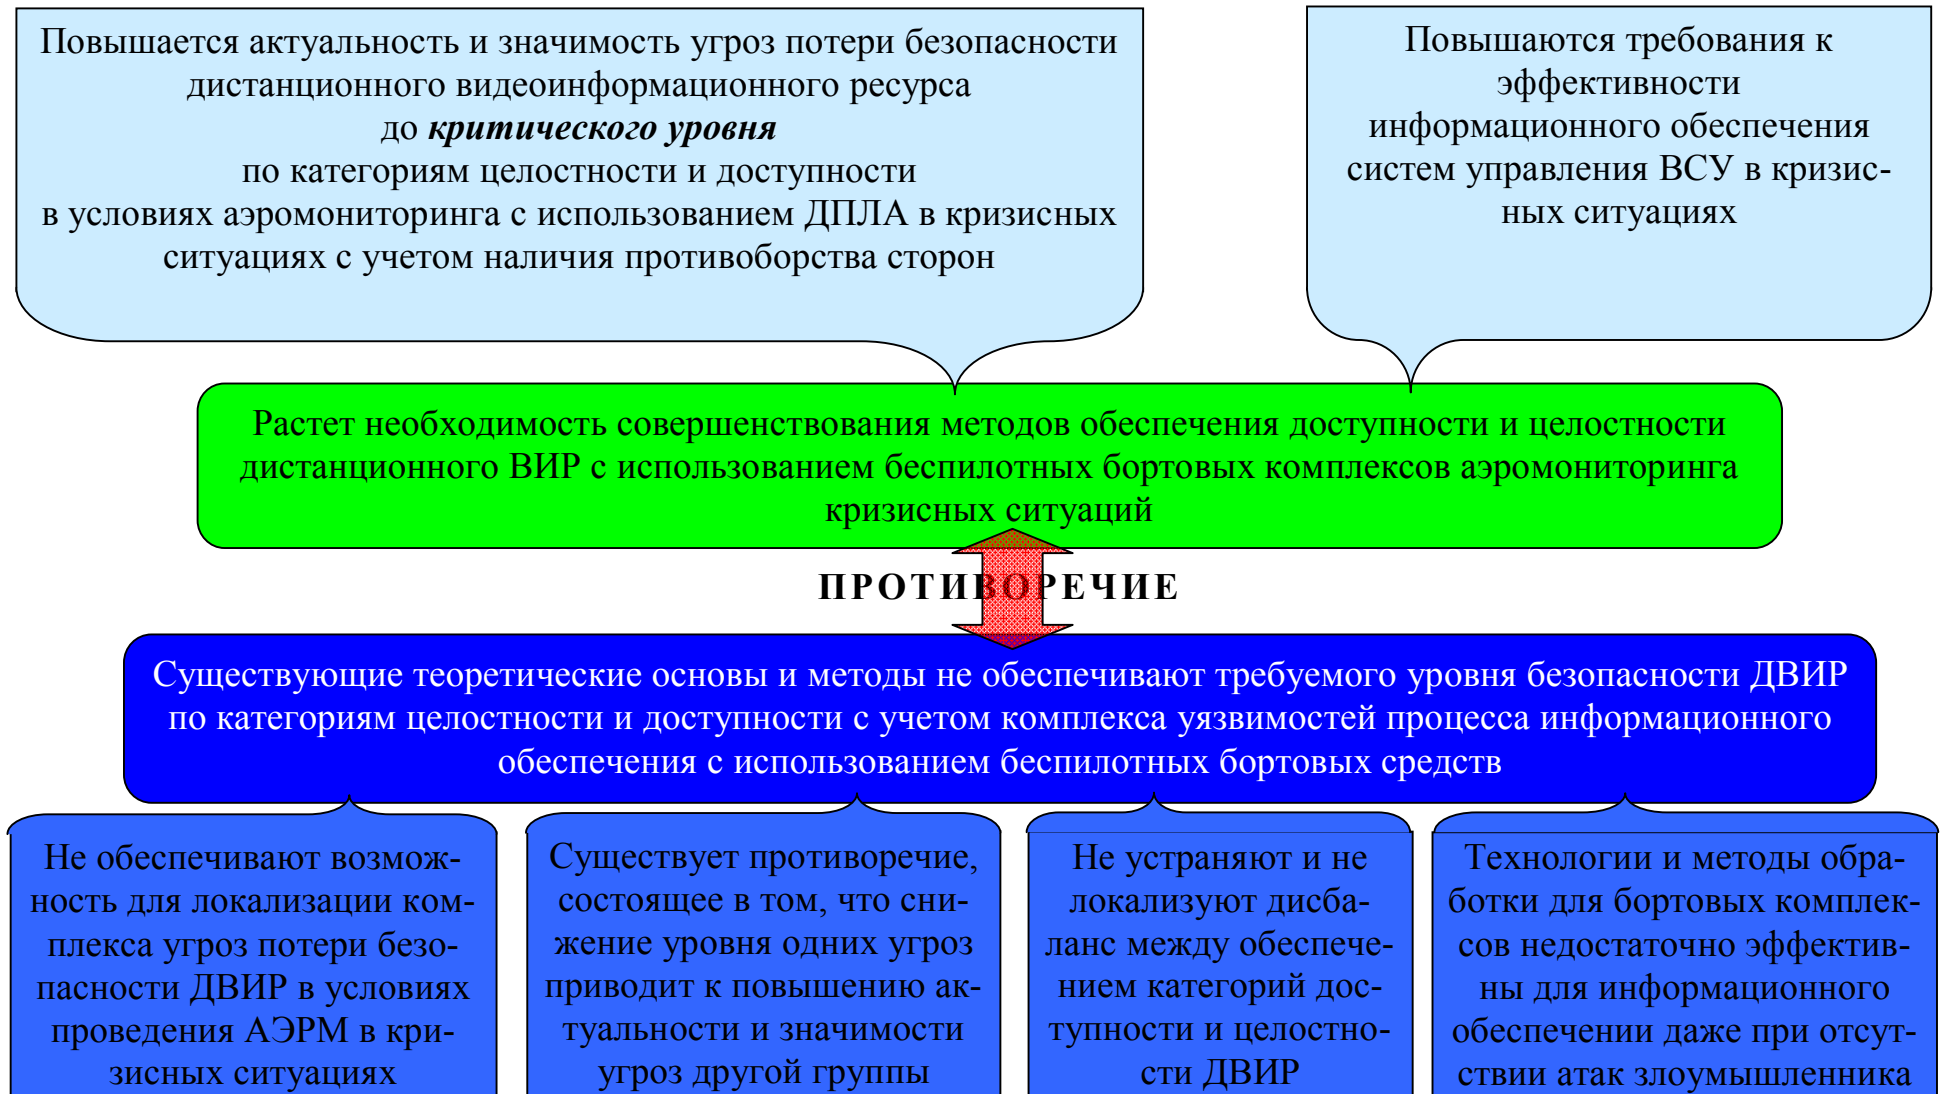 Повышается актуальность и значимость угроз потери безопасности
дистанционного видеоинформационного ресурса
до критического уровня
по категориям целостности и доступности
в условиях аэромониторинга с использованием ДПЛА в кризисных
ситуациях с учетом наличия противоборства сторон
Повышаются требования к
эффективности
информационного обеспечения
систем управления ВСУ в кризис-
ных ситуациях
Растет необходимость совершенствования методов обеспечения доступности и целостности
дистанционного ВИР с использованием беспилотных бортовых комплексов аэромониторинга
кризисных ситуаций
ПРОТИВОРЕЧИЕ
Существующие теоретические основы и методы не обеспечивают требуемого уровня безопасности ДВИР
по категориям целостности и доступности с учетом комплекса уязвимостей процесса информационного
обеспечения с использованием беспилотных бортовых средств
Не обеспечивают возмож-
ность для локализации ком-
плекса угроз потери безо-
пасности ДВИР в условиях
проведения АЭРМ в кри-
зисных ситуациях
Существует противоречие,
состоящее в том, что сни-
жение уровня одних угроз
приводит к повышению ак-
туальности и значимости
угроз другой группы
Не устраняют и не
локализуют дисба-
ланс между обеспече-
нием категорий дос-
тупности и целостно-
сти ДВИР
Технологии и методы обра-
ботки для бортовых комплек-
сов недостаточно эффектив-
ны для информационного
обеспечении даже при отсут-
ствии атак злоумышленника